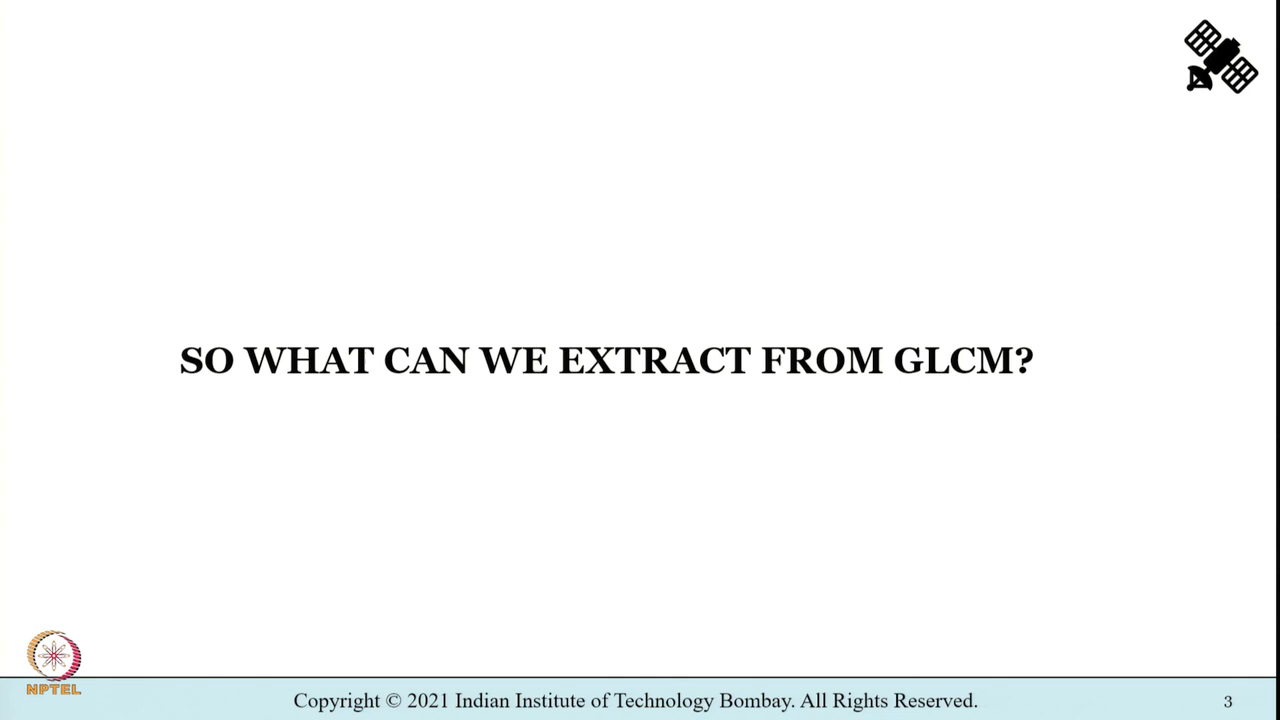 SO WHAT CAN WE EXTRACT FROM GLCM?
NPTEL
Copyright © 2021 Indian Institute of Technology Bombay. All Rights Reserved.
3